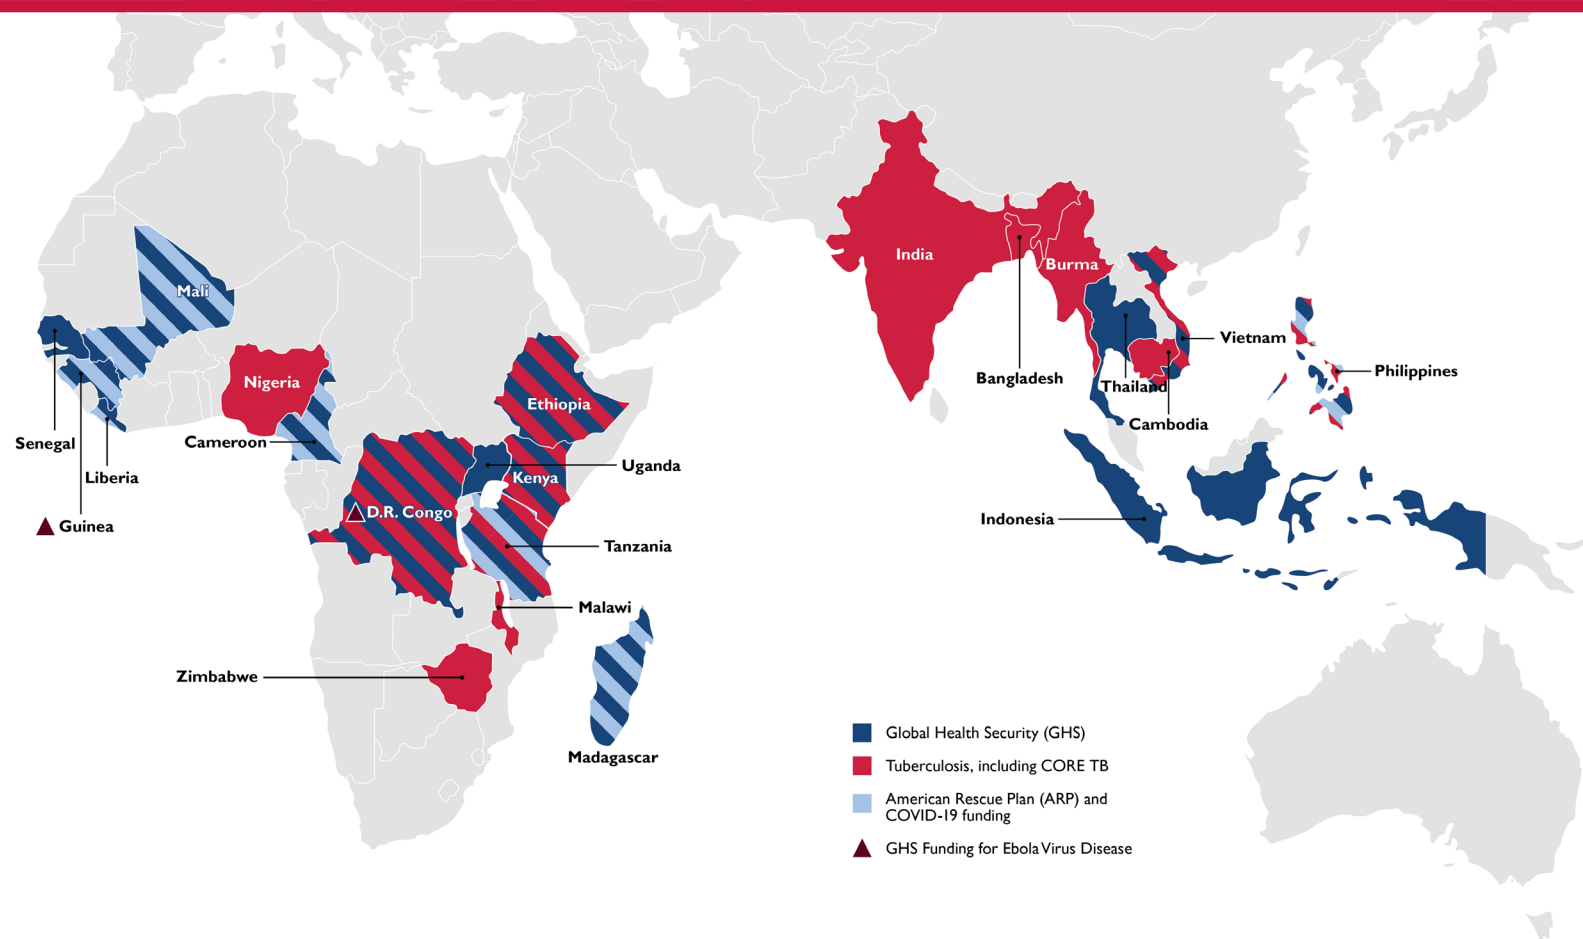 Mali
India
Burma
Vietnam
Philippines
Bangladesh
Thailand
Cambodia
Nigeria
Ethiopia
Senegal
Cameroon
Liberia
Uganda
Kenya
D.R. Congo
Guinea
Indonesia
Tanzania
Malawi
Zimbabwe
Madagascar
Global Health Security (GHS)
Tuberculosis, including CORE TB
American Rescue Plan (ARP) and
COVID-19 funding
GHS Funding for Ebola Virus Disease